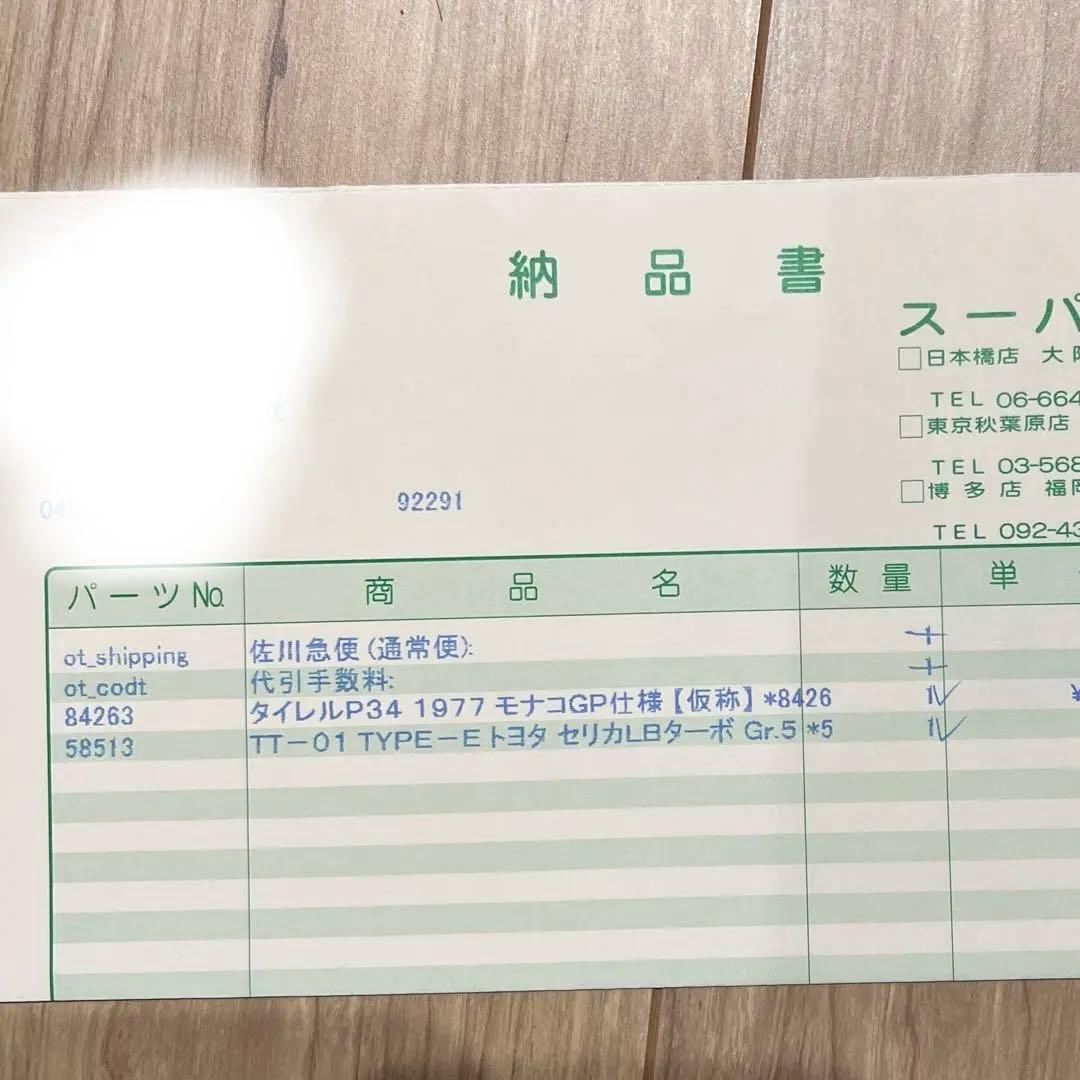 納品書
スーパ
□日本橋店 大阪
TEL 06-664
□東京秋葉原店
TEL 03-568
□博多店 福岡
TEL 092-43
92291
パーツNo. 商品名 数量 単
ot_shipping 佐川急便(通常便):
ot_codt 代引手数料:
84263 タイレルP34 1977 モナコGP仕様【仮称】*8426 1 ¥
58513 TT-01 TYPE-E トヨタ セリカLBターボ Gr.5 *5 1